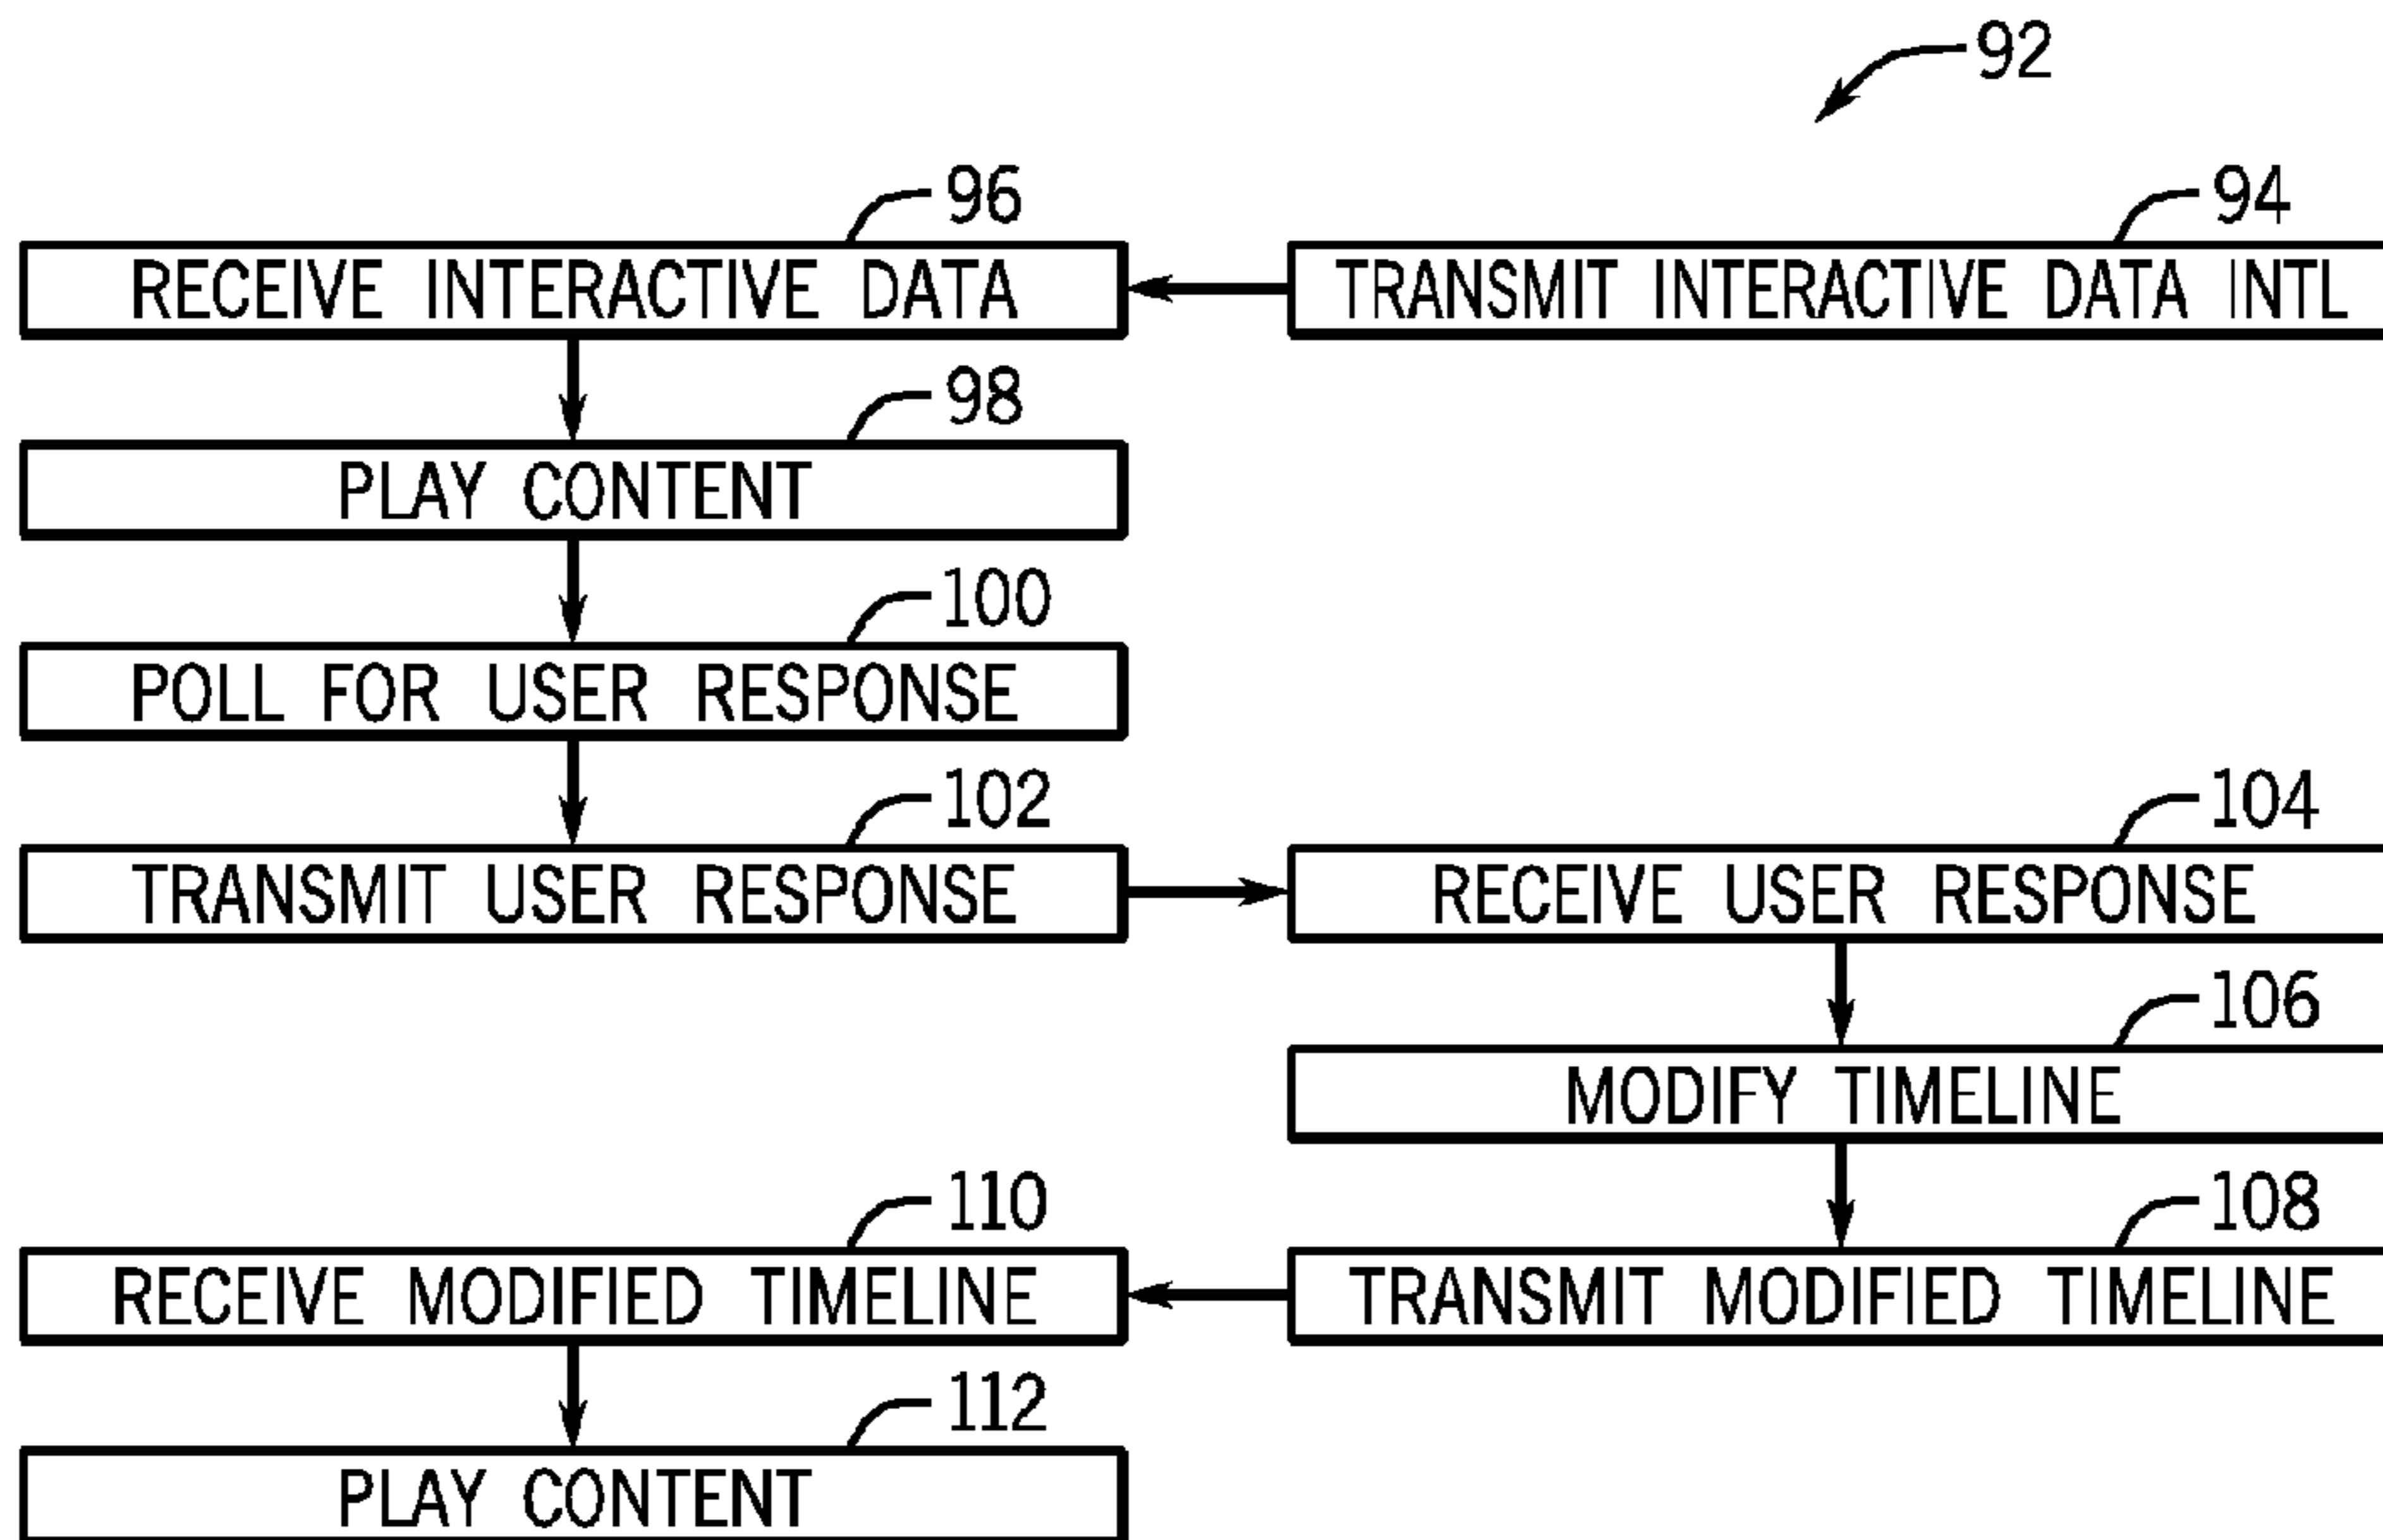 92
96
94
RECEIVE INTERACTIVE DATA
TRANSMIT INTERACTIVE DATA INTL
98
PLAY CONTENT
100
POLL FOR USER RESPONSE
102
104
TRANSMIT USER RESPONSE
RECEIVE USER RESPONSE
106
MODIFY TIMELINE
110
108
RECEIVE MODIFIED TIMELINE
TRANSMIT MODIFIED TIMELINE
112
PLAY CONTENT